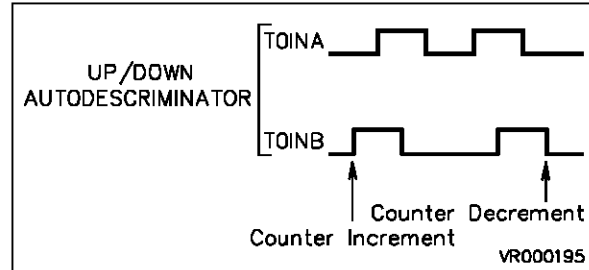 TOINA
UP/DOWN
AUTODESCRIMINATOR
TOINB
Counter Decrement
Counter Increment
VR000195